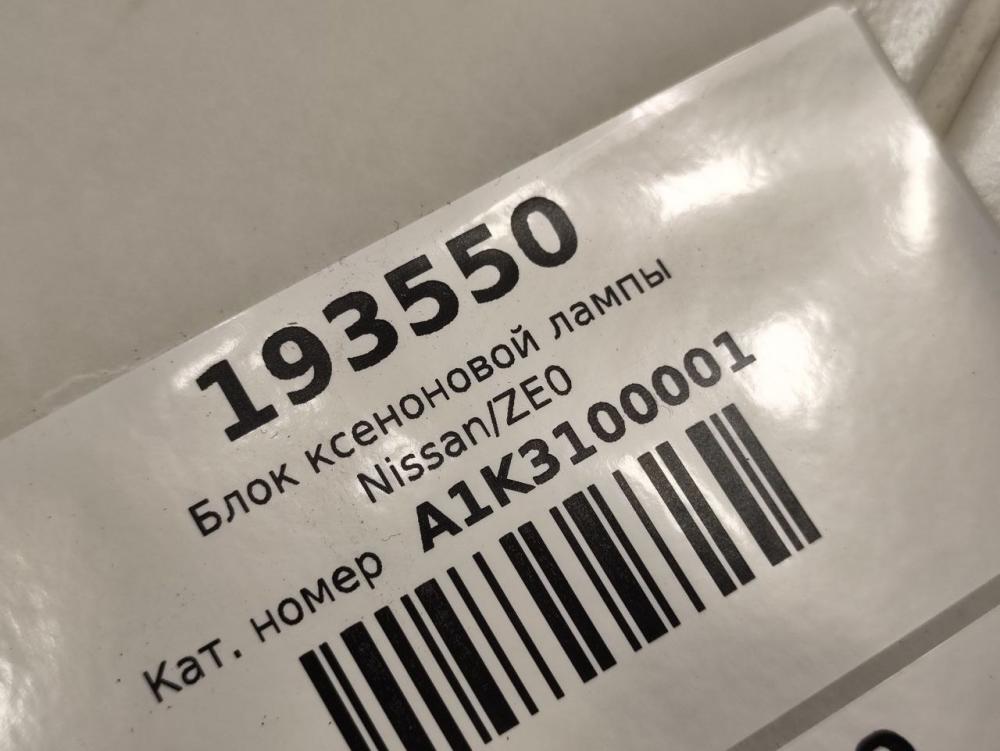 193550
Блок ксеноновой лампы
Nissan/ZE0
Кат. номер A1K3100001